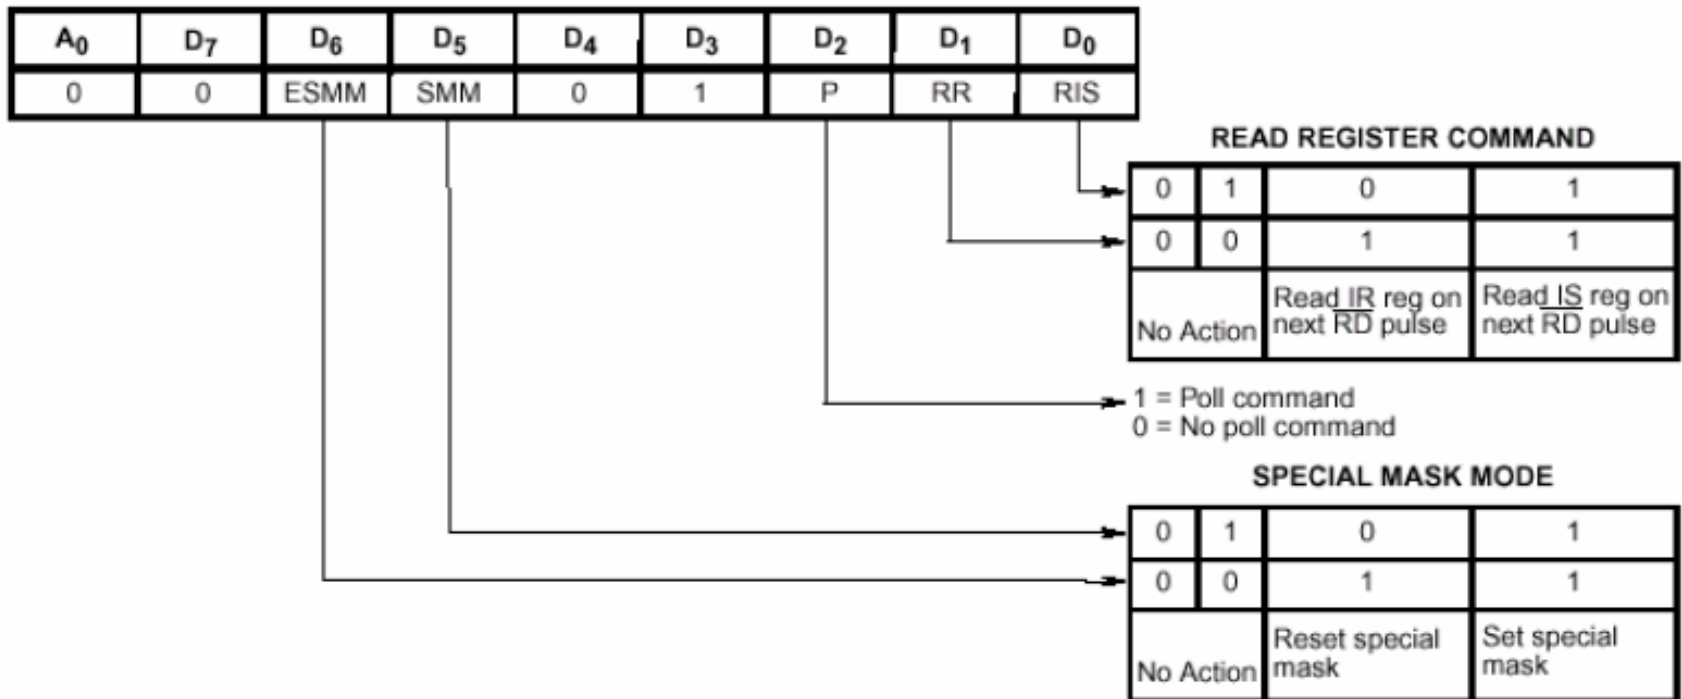 A₀ D₇ D₆ D₅ D₄ D₃ D₂ D₁ D₀
0 0 ESMM SMM 0 1 P RR RIS
READ REGISTER COMMAND
0 1 0 1
0 0 1 1
No Action
Read IR reg on
next R̅D̅ pulse
Read IS reg on
next R̅D̅ pulse
1 = Poll command
0 = No poll command
SPECIAL MASK MODE
0 1 0 1
0 0 1 1
No Action
Reset special
mask
Set special
mask